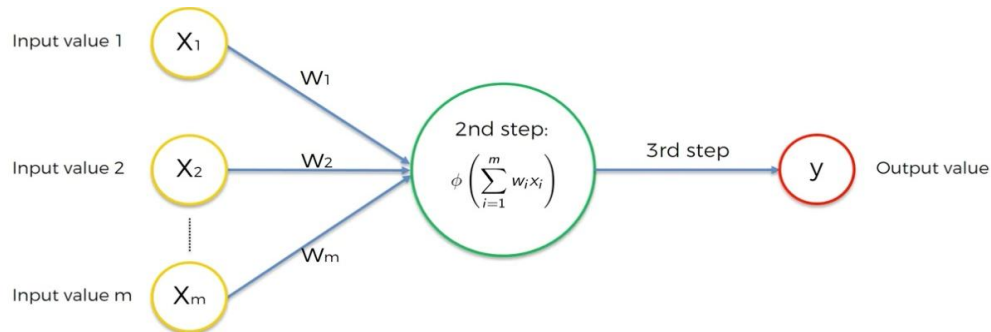 Input value 1
X₁
W₁
Input value 2
X₂
W₂
2nd step:
ϕ ( ∑ᵢ₌₁ᵐ wᵢxᵢ )
3rd step
y
Output value
Input value m
Xₘ
Wₘ